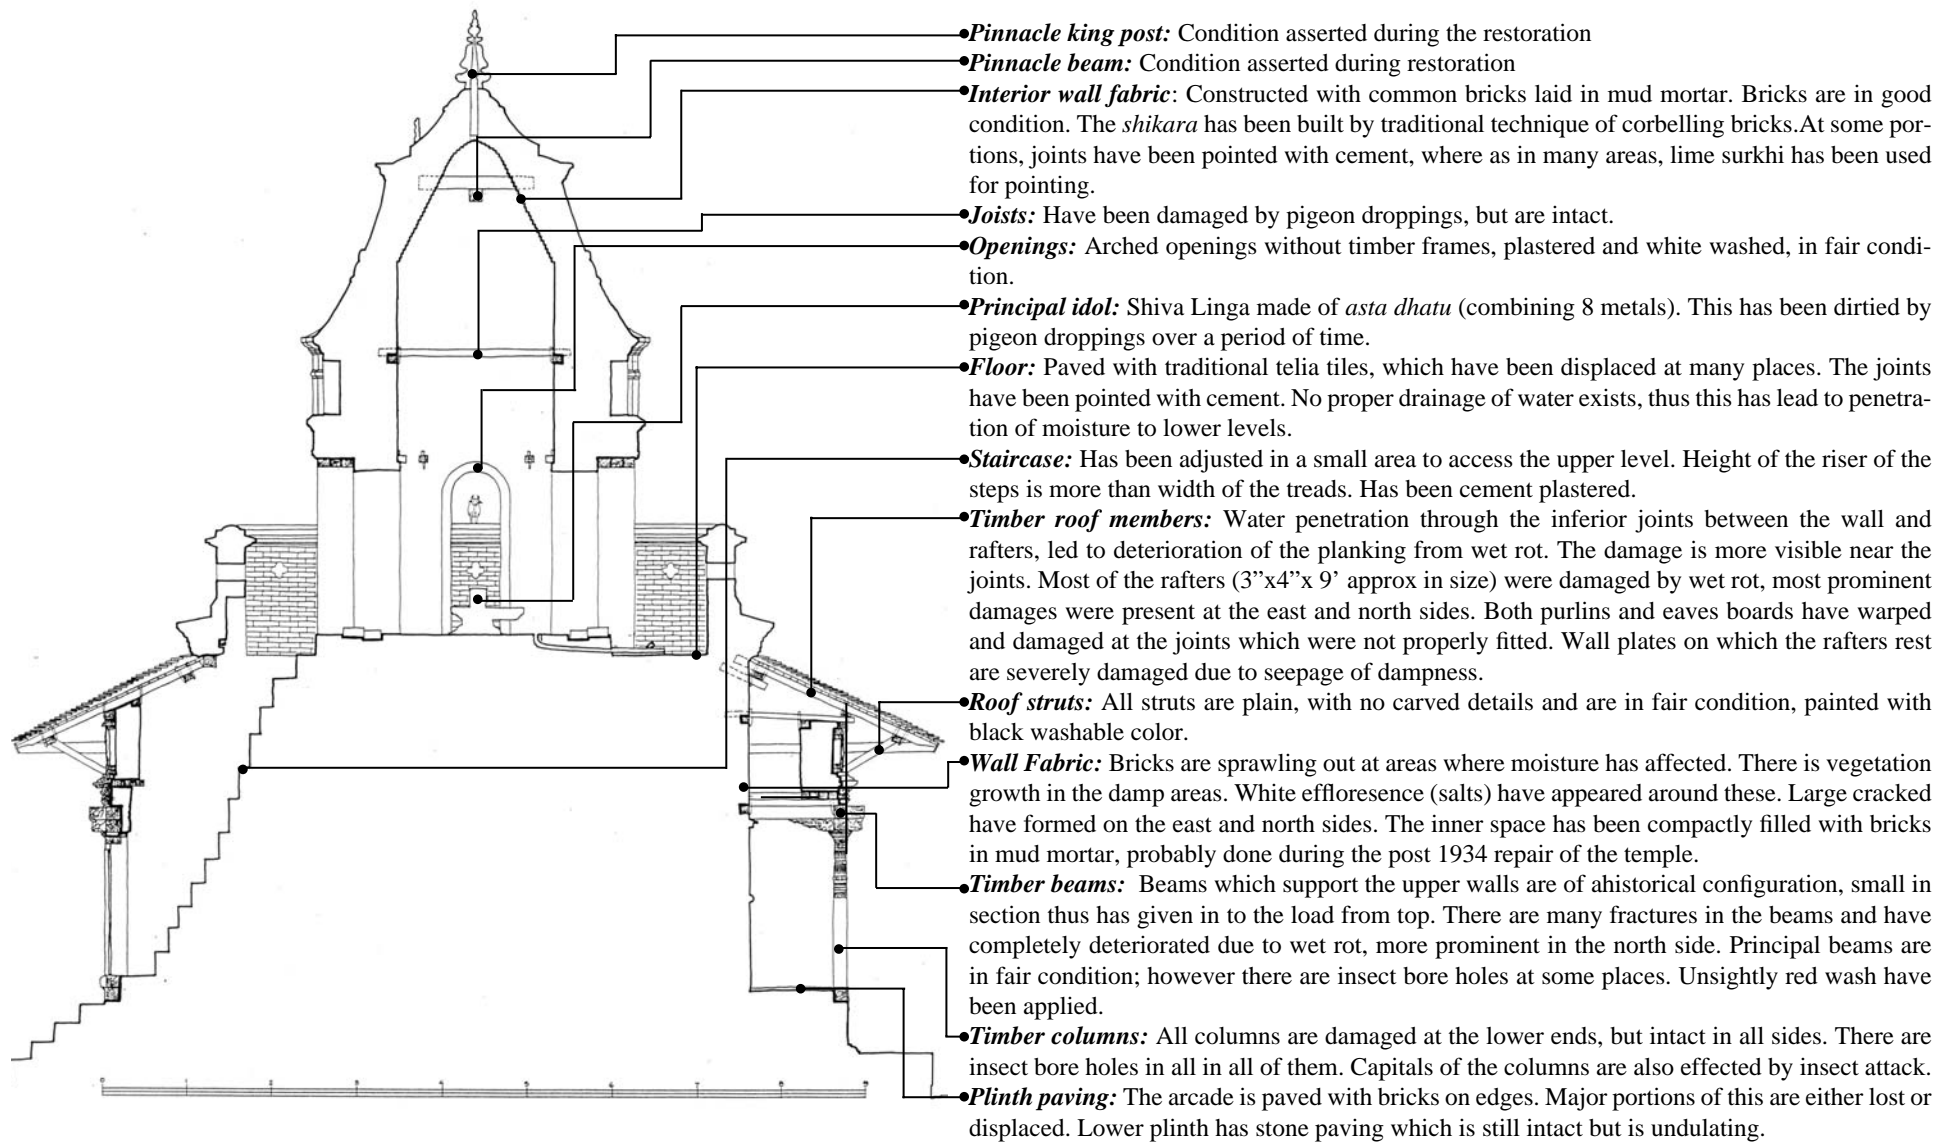 Pinnacle king post: Condition asserted during the restoration
Pinnacle beam: Condition asserted during restoration
Interior wall fabric: Constructed with common bricks laid in mud mortar. Bricks are in good
condition. The shikara has been built by traditional technique of corbelling bricks.At some por-
tions, joints have been pointed with cement, where as in many areas, lime surkhi has been used
for pointing.
Joists: Have been damaged by pigeon droppings, but are intact.
Openings: Arched openings without timber frames, plastered and white washed, in fair condi-
tion.
Principal idol: Shiva Linga made of asta dhatu (combining 8 metals). This has been dirtied by
pigeon droppings over a period of time.
Floor: Paved with traditional telia tiles, which have been displaced at many places. The joints
have been pointed with cement. No proper drainage of water exists, thus this has lead to penetra-
tion of moisture to lower levels.
Staircase: Has been adjusted in a small area to access the upper level. Height of the riser of the
steps is more than width of the treads. Has been cement plastered.
Timber roof members: Water penetration through the inferior joints between the wall and
rafters, led to deterioration of the planking from wet rot. The damage is more visible near the
joints. Most of the rafters (3”x4”x 9’ approx in size) were damaged by wet rot, most prominent
damages were present at the east and north sides. Both purlins and eaves boards have warped
and damaged at the joints which were not properly fitted. Wall plates on which the rafters rest
are severely damaged due to seepage of dampness.
Roof struts: All struts are plain, with no carved details and are in fair condition, painted with
black washable color.
Wall Fabric: Bricks are sprawling out at areas where moisture has affected. There is vegetation
growth in the damp areas. White effloresence (salts) have appeared around these. Large cracked
have formed on the east and north sides. The inner space has been compactly filled with bricks
in mud mortar, probably done during the post 1934 repair of the temple.
Timber beams: Beams which support the upper walls are of ahistorical configuration, small in
section thus has given in to the load from top. There are many fractures in the beams and have
completely deteriorated due to wet rot, more prominent in the north side. Principal beams are
in fair condition; however there are insect bore holes at some places. Unsightly red wash have
been applied.
Timber columns: All columns are damaged at the lower ends, but intact in all sides. There are
insect bore holes in all in all of them. Capitals of the columns are also effected by insect attack.
Plinth paving: The arcade is paved with bricks on edges. Major portions of this are either lost or
displaced. Lower plinth has stone paving which is still intact but is undulating.
0 1 2 3 4 5 6 7 8 9